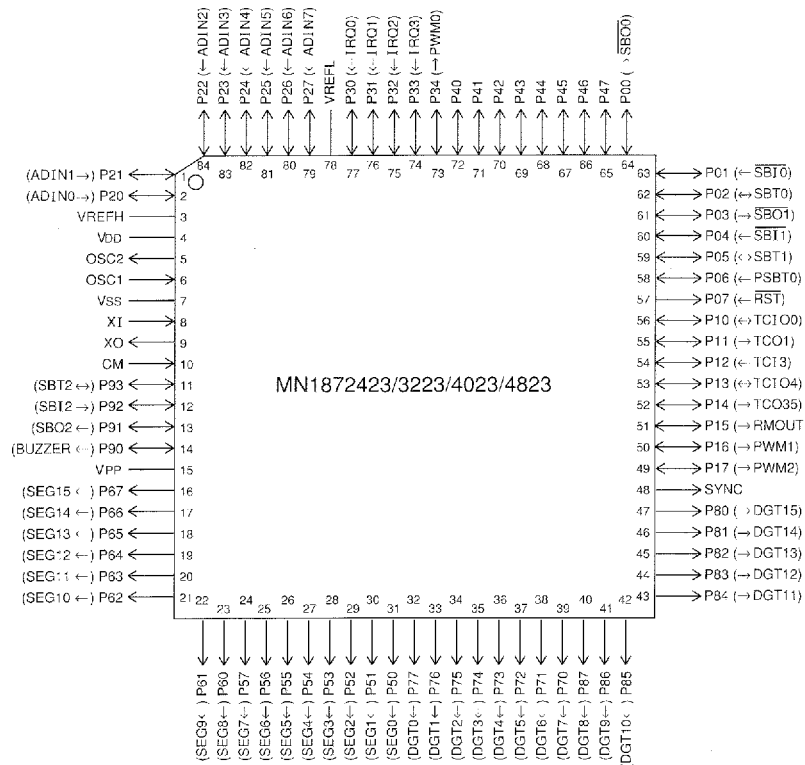 P22 (←ADIN2)
P23 (←ADIN3)
P24 (←ADIN4)
P25 (←ADIN5)
P26 (←ADIN6)
P27 (←ADIN7)
VREFL
P30 (←IRQ0)
P31 (←IRQ1)
P32 (←IRQ2)
P33 (←IRQ3)
P34 (→PWM0)
P40
P41
P42
P43
P44
P45
P46
P47
P00 (→SBO0)
84 83 82 81 80 79 78 77 76 75 74 73 72 71 70 69 68 67 66 65 64
(ADIN1→) P21 1
(ADIN0→) P20 2
VREFH 3
VDD 4
OSC2 5
OSC1 6
VSS 7
XI 8
XO 9
CM 10
(SBT2↔) P93 11
(SBI2→) P92 12
(SBO2←) P91 13
(BUZZER←) P90 14
VPP 15
(SEG15←) P67 16
(SEG14←) P66 17
(SEG13←) P65 18
(SEG12←) P64 19
(SEG11←) P63 20
(SEG10←) P62 21
MN1872423/3223/4023/4823
63 P01 (←SBI0)
62 P02 (↔SBT0)
61 P03 (→SBO1)
60 P04 (←SBI1)
59 P05 (↔SBT1)
58 P06 (←PSBT0)
57 P07 (←RST)
56 P10 (↔TCIO0)
55 P11 (→TCO1)
54 P12 (←TCI3)
53 P13 (↔TCIO4)
52 P14 (→TCO35)
51 P15 (→RMOUT
50 P16 (→PWM1)
49 P17 (→PWM2)
48 SYNC
47 P80 (→DGT15)
46 P81 (→DGT14)
45 P82 (→DGT13)
44 P83 (→DGT12)
43 P84 (→DGT11)
22 23 24 25 26 27 28 29 30 31 32 33 34 35 36 37 38 39 40 41 42
(SEG9←) P61
(SEG8←) P60
(SEG7←) P57
(SEG6←) P56
(SEG5←) P55
(SEG4←) P54
(SEG3←) P53
(SEG2←) P52
(SEG1←) P51
(SEG0←) P50
(DGT0←) P77
(DGT1←) P76
(DGT2←) P75
(DGT3←) P74
(DGT4←) P73
(DGT5←) P72
(DGT6←) P71
(DGT7←) P70
(DGT8←) P87
(DGT8←) P86
(DGT10←) P85